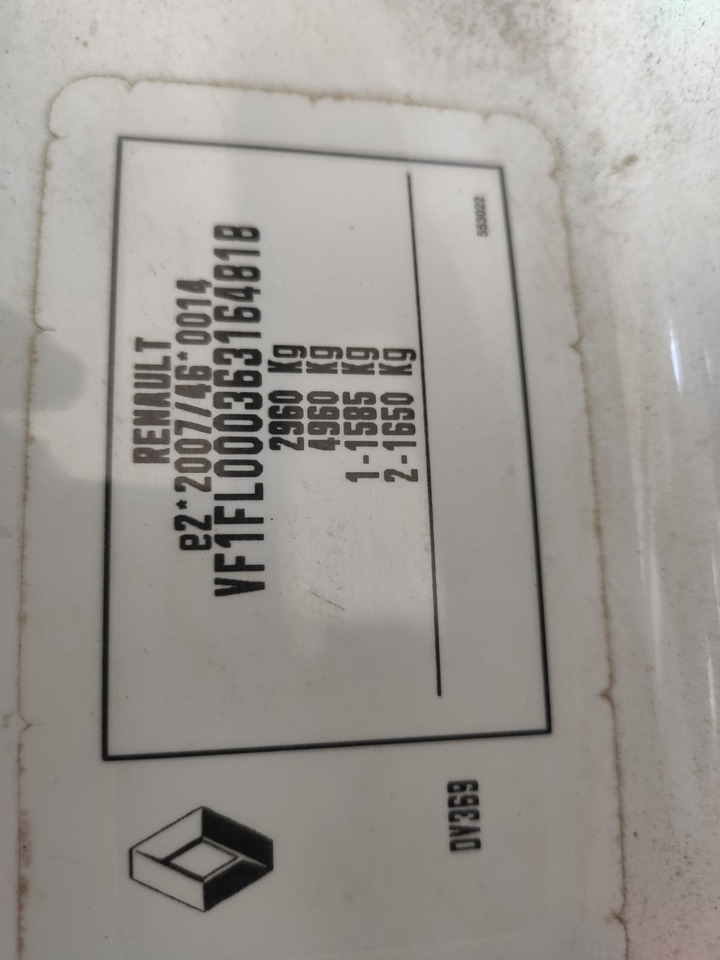 RENAULT
e2*2007/46*0014
VF1FL000363164818
2960 Kg
4960 Kg
1-1585 Kg
2-1650 Kg
553022
DV369